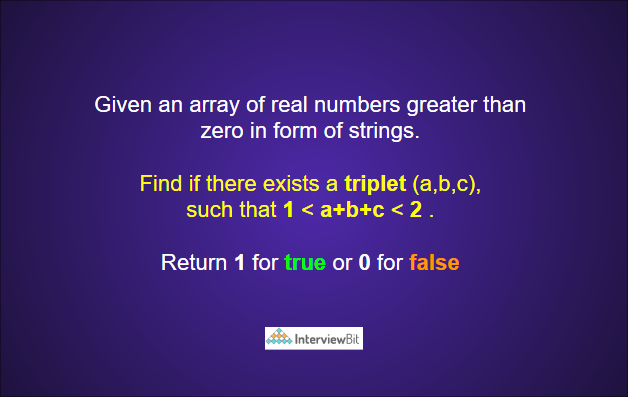 Given an array of real numbers greater than
zero in form of strings.
Find if there exists a triplet (a,b,c),
such that 1 < a+b+c < 2 .
Return 1 for true or 0 for false
InterviewBit